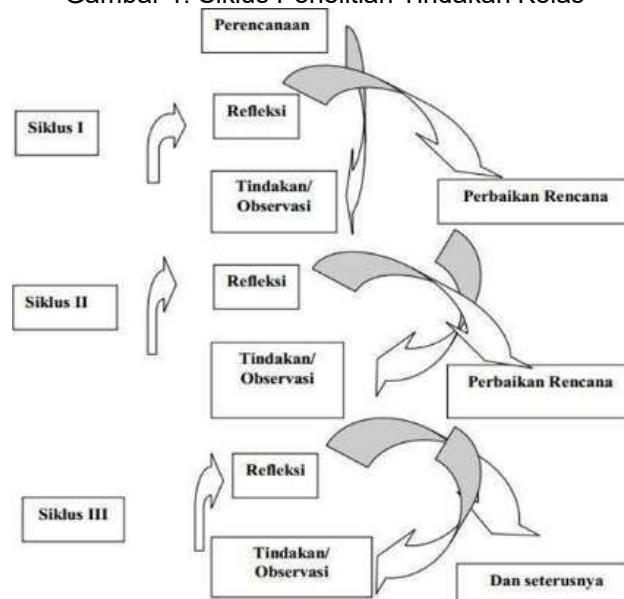 Gambar 1. Siklus Penelitian Tindakan Kelas
Perencanaan
Siklus I
Refleksi
Tindakan/
Observasi
Perbaikan Rencana
Siklus II
Refleksi
Tindakan/
Observasi
Perbaikan Rencana
Siklus III
Refleksi
Tindakan/
Observasi
Dan seterusnya